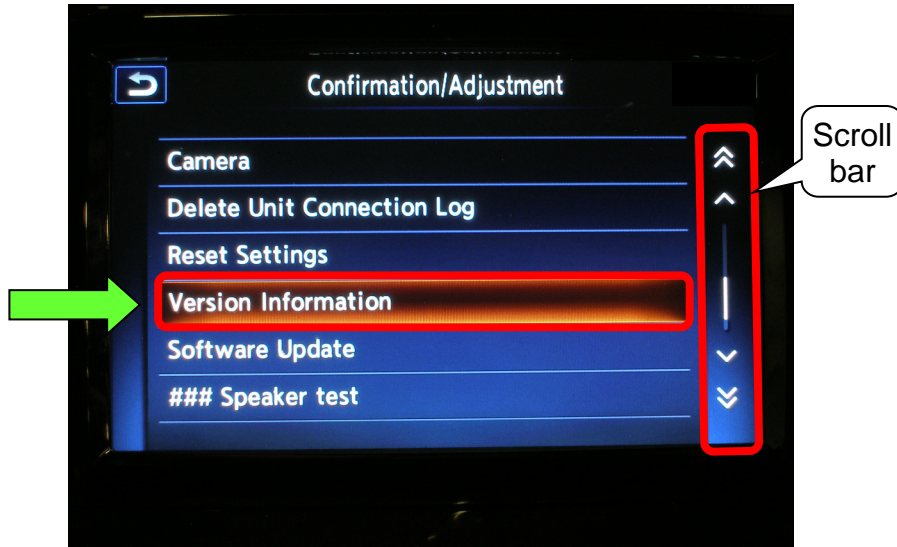 Confirmation/Adjustment
Scroll
bar
Camera
Delete Unit Connection Log
Reset Settings
Version Information
Software Update
### Speaker test